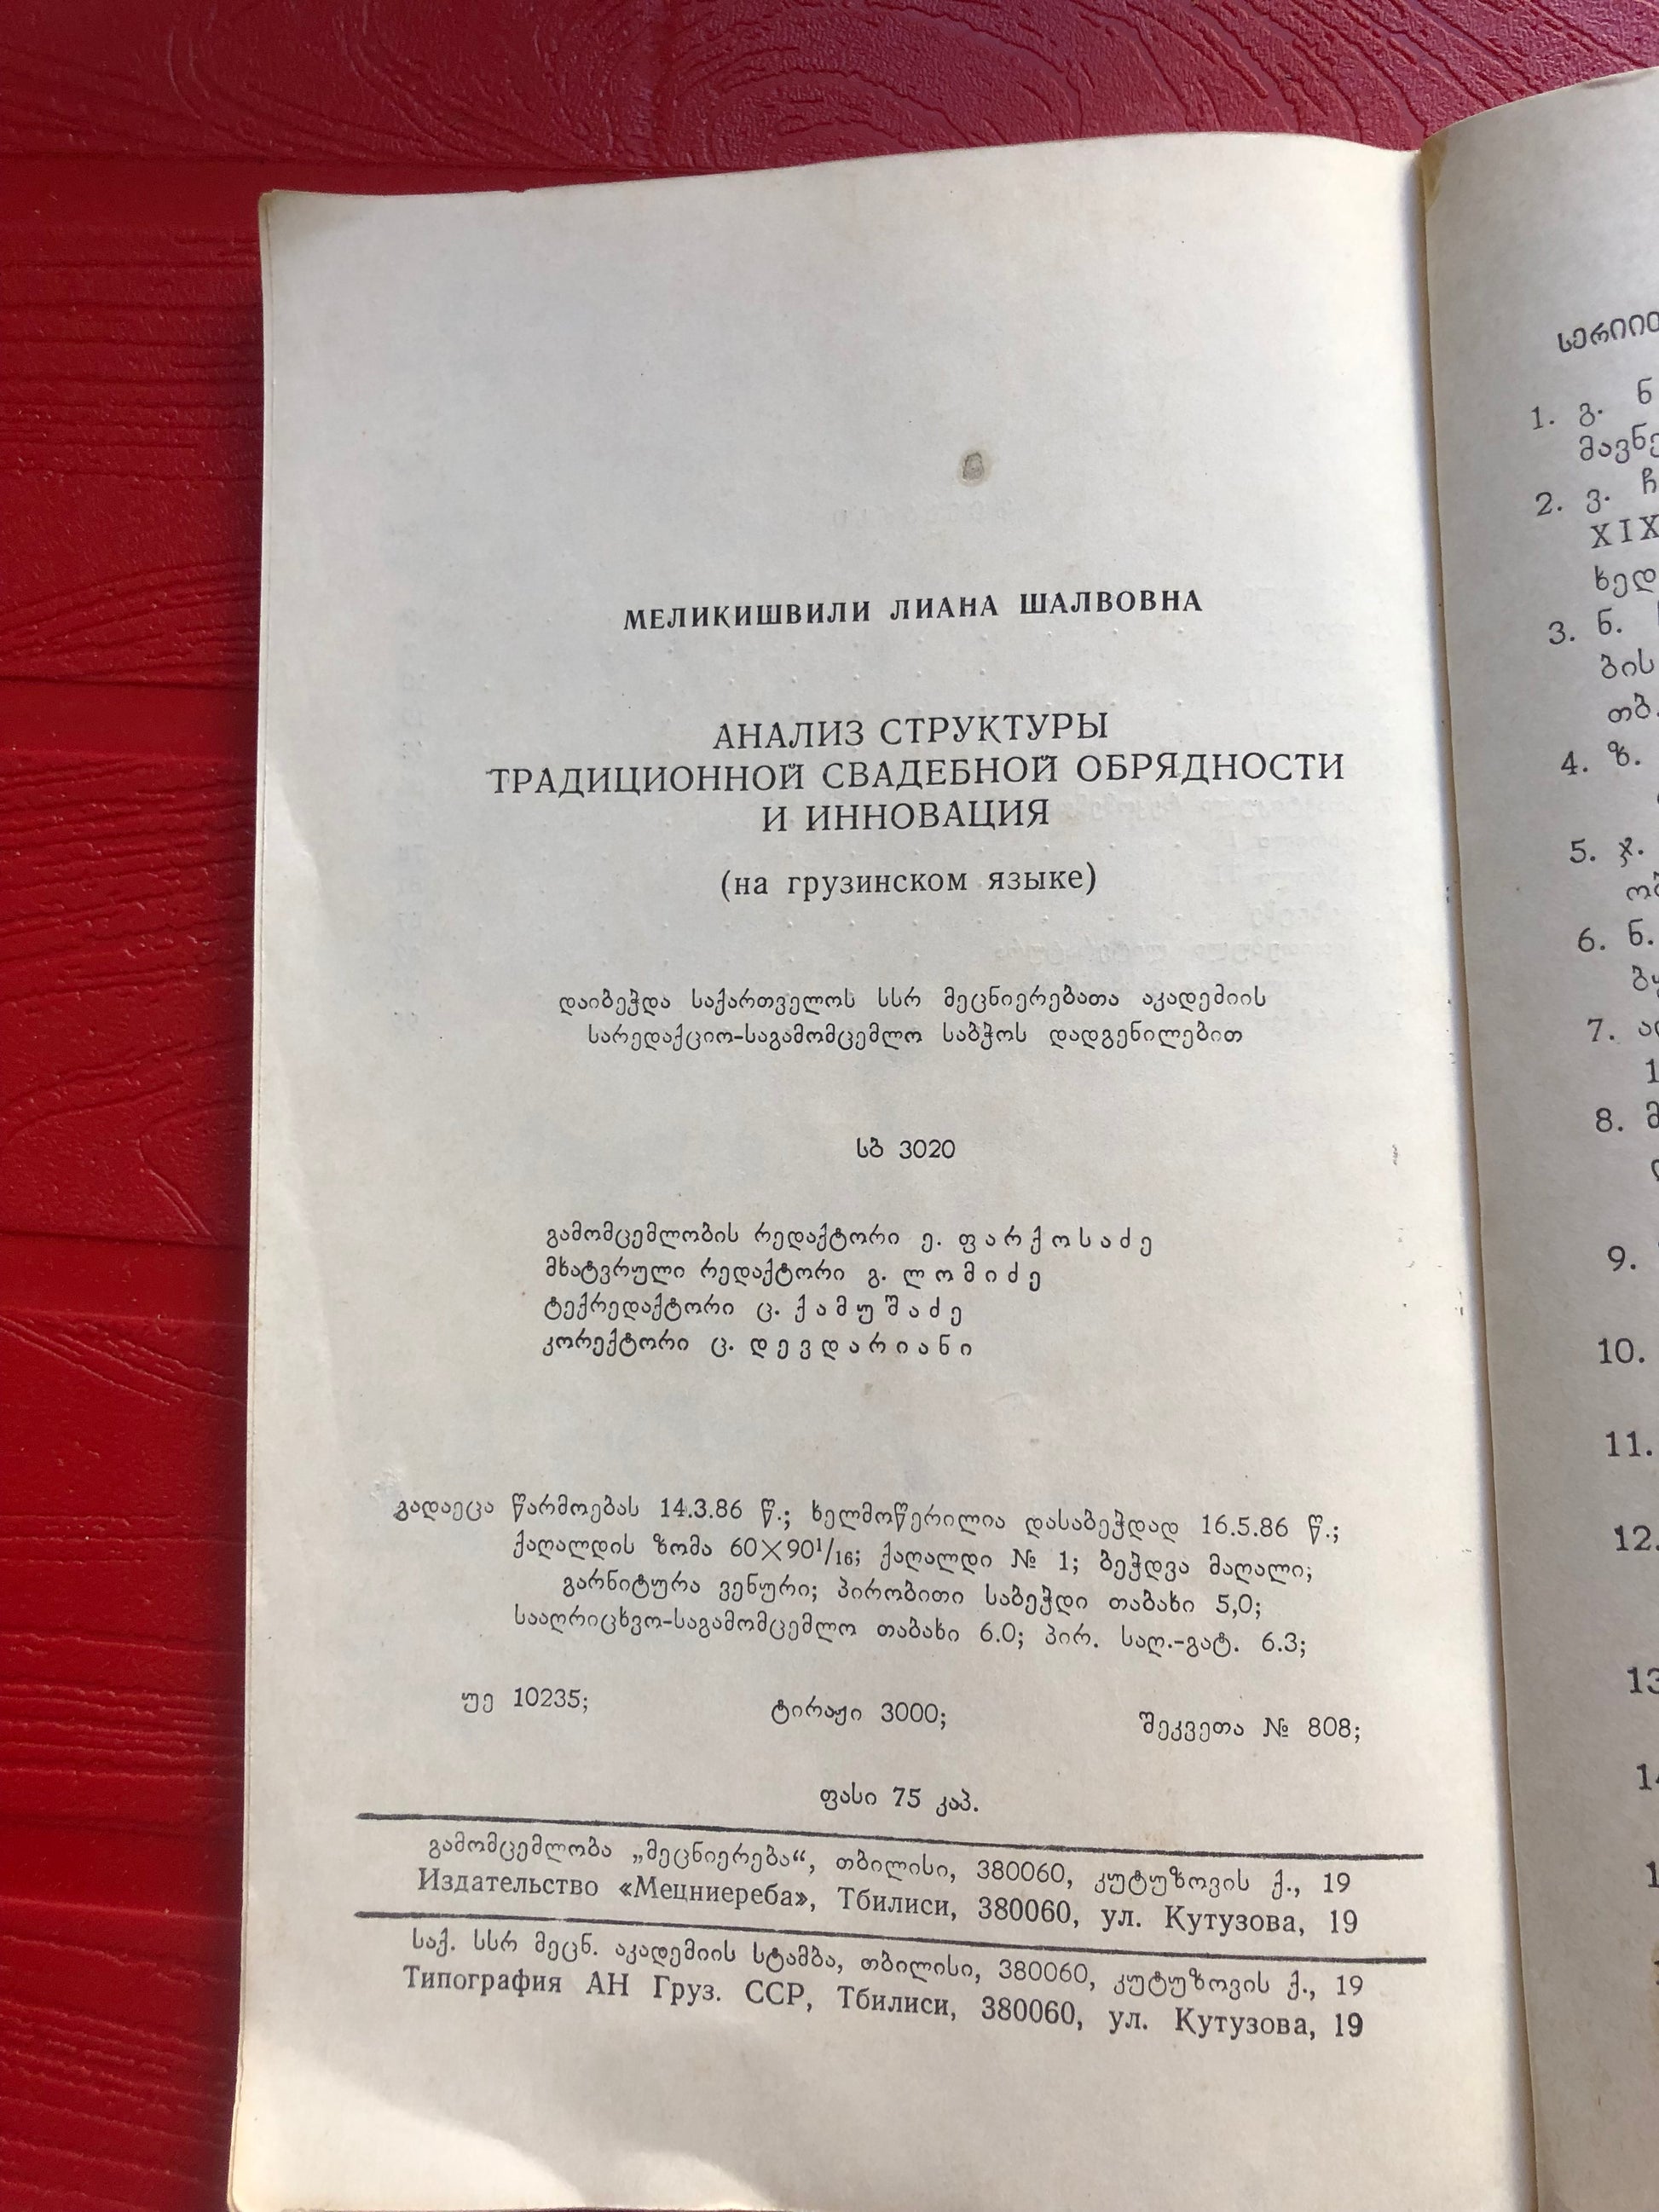 МЕЛИКИШВИЛИ ЛИАНА ШАЛВОВНА
АНАЛИЗ СТРУКТУРЫ
ТРАДИЦИОННОЙ СВАДЕБНОЙ ОБРЯДНОСТИ
И ИННОВАЦИЯ
(на грузинском языке)
დაიბეჭდა საქართველოს სსრ მეცნიერებათა აკადემიის
სარედაქციო-საგამომცემლო საბჭოს დადგენილებით
სბ 3020
გამომცემლობის რედაქტორი ე. ფარქოსაძე
მხატვრული რედაქტორი გ. ლომიძე
ტექრედაქტორი ც. ქამუშაძე
კორექტორი ც. დევდარიანი
გადაეცა წარმოებას 14.3.86 წ.; ხელმოწერილია დასაბეჭდად 16.5.86 წ.;
ქაღალდის ზომა 60×90¹/₁₆; ქაღალდი № 1; ბეჭდვა მაღალი;
გარნიტურა ვენური; პირობითი საბეჭდი თაბახი 5,0;
სააღრიცხვო-საგამომცემლო თაბახი 6.0; პირ. საღ.-გატ. 6.3;
უე 10235; ტირაჟი 3000; შეკვეთა № 808;
ფასი 75 კაპ.
გამომცემლობა „მეცნიერება“, თბილისი, 380060, კუტუზოვის ქ., 19
Издательство «Мецниереба», Тбилиси, 380060, ул. Кутузова, 19
საქ. სსრ მეცნ. აკადემიის სტამბა, თბილისი, 380060, კუტუზოვის ქ., 19
Типография АН Груз. ССР, Тбилиси, 380060, ул. Кутузова, 19
1. გ.
2. ვ.
XIX
3. ნ.
თბ.
4. ზ.
5. ჯ.
6. ნ.
7.
8.
9.
10.
11.
12.
13